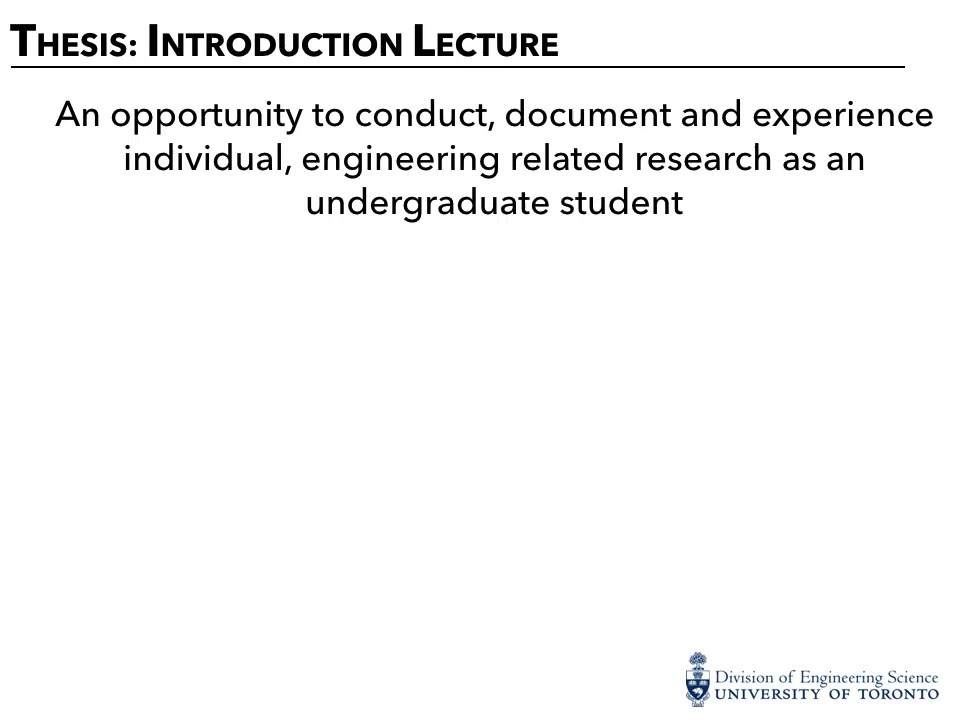 THESIS: INTRODUCTION LECTURE
An opportunity to conduct, document and experience
individual, engineering related research as an
undergraduate student
Division of Engineering Science
UNIVERSITY OF TORONTO